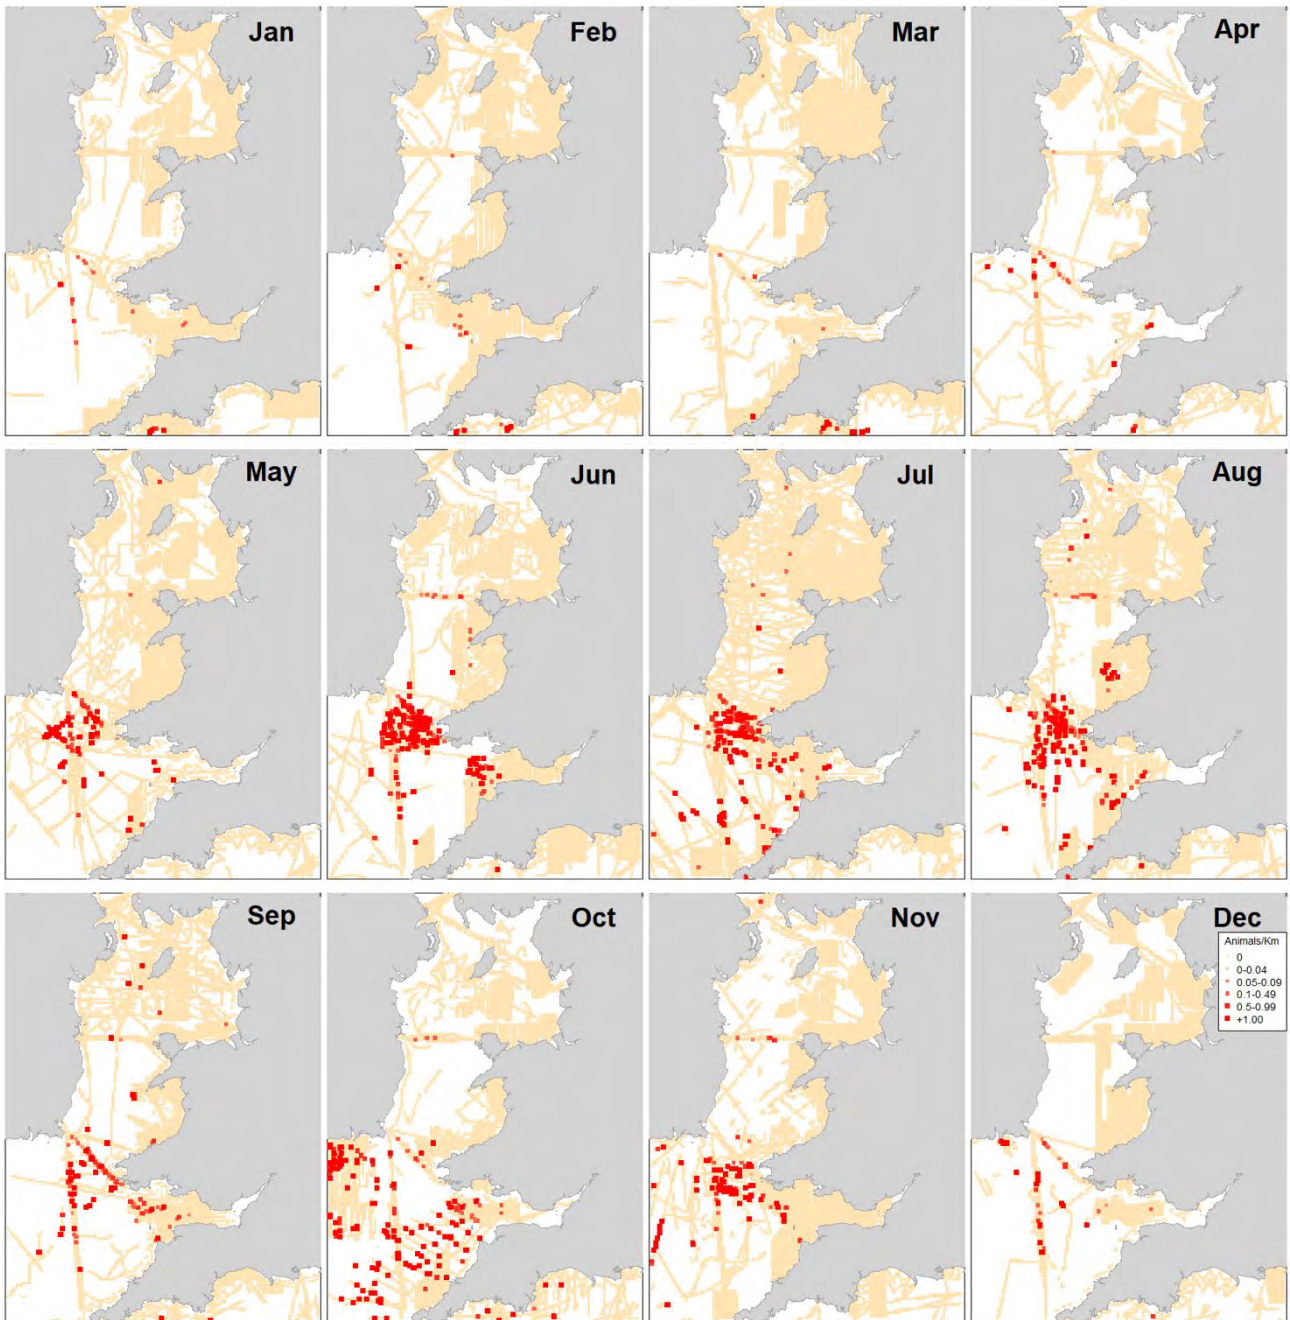 Jan
Feb
Mar
Apr
May
Jun
Jul
Aug
Sep
Oct
Nov
Dec
Animals/Km
0
0-0.04
0.05-0.09
0.1-0.49
0.5-0.99
+1.00